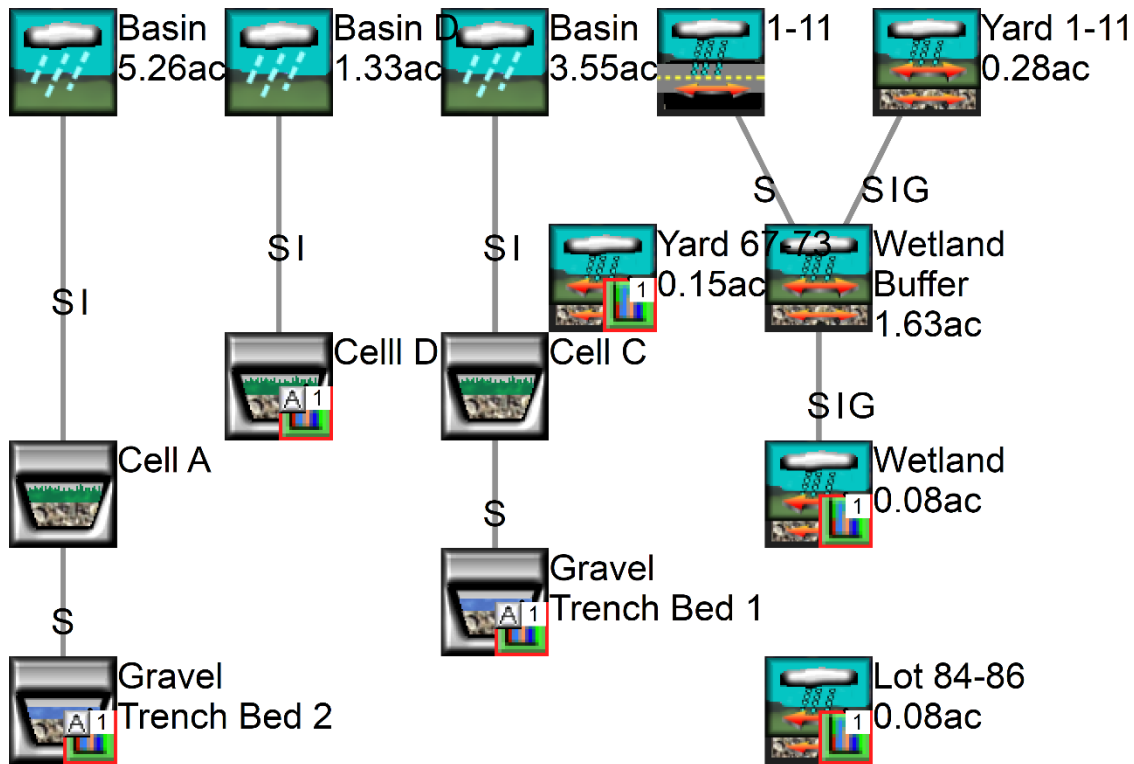 Basin
5.26ac
Basin D
1.33ac
Basin
3.55ac
1-11
Yard 1-11
0.28ac
S
SIG
SI
SI
SI
Yard 67-73
0.15ac
1
Wetland
Buffer
1.63ac
Celll D
A 1
Cell C
SIG
Cell A
Wetland
0.08ac
1
S
S
Gravel
Trench Bed 1
A 1
Gravel
Trench Bed 2
A 1
Lot 84-86
0.08ac
1